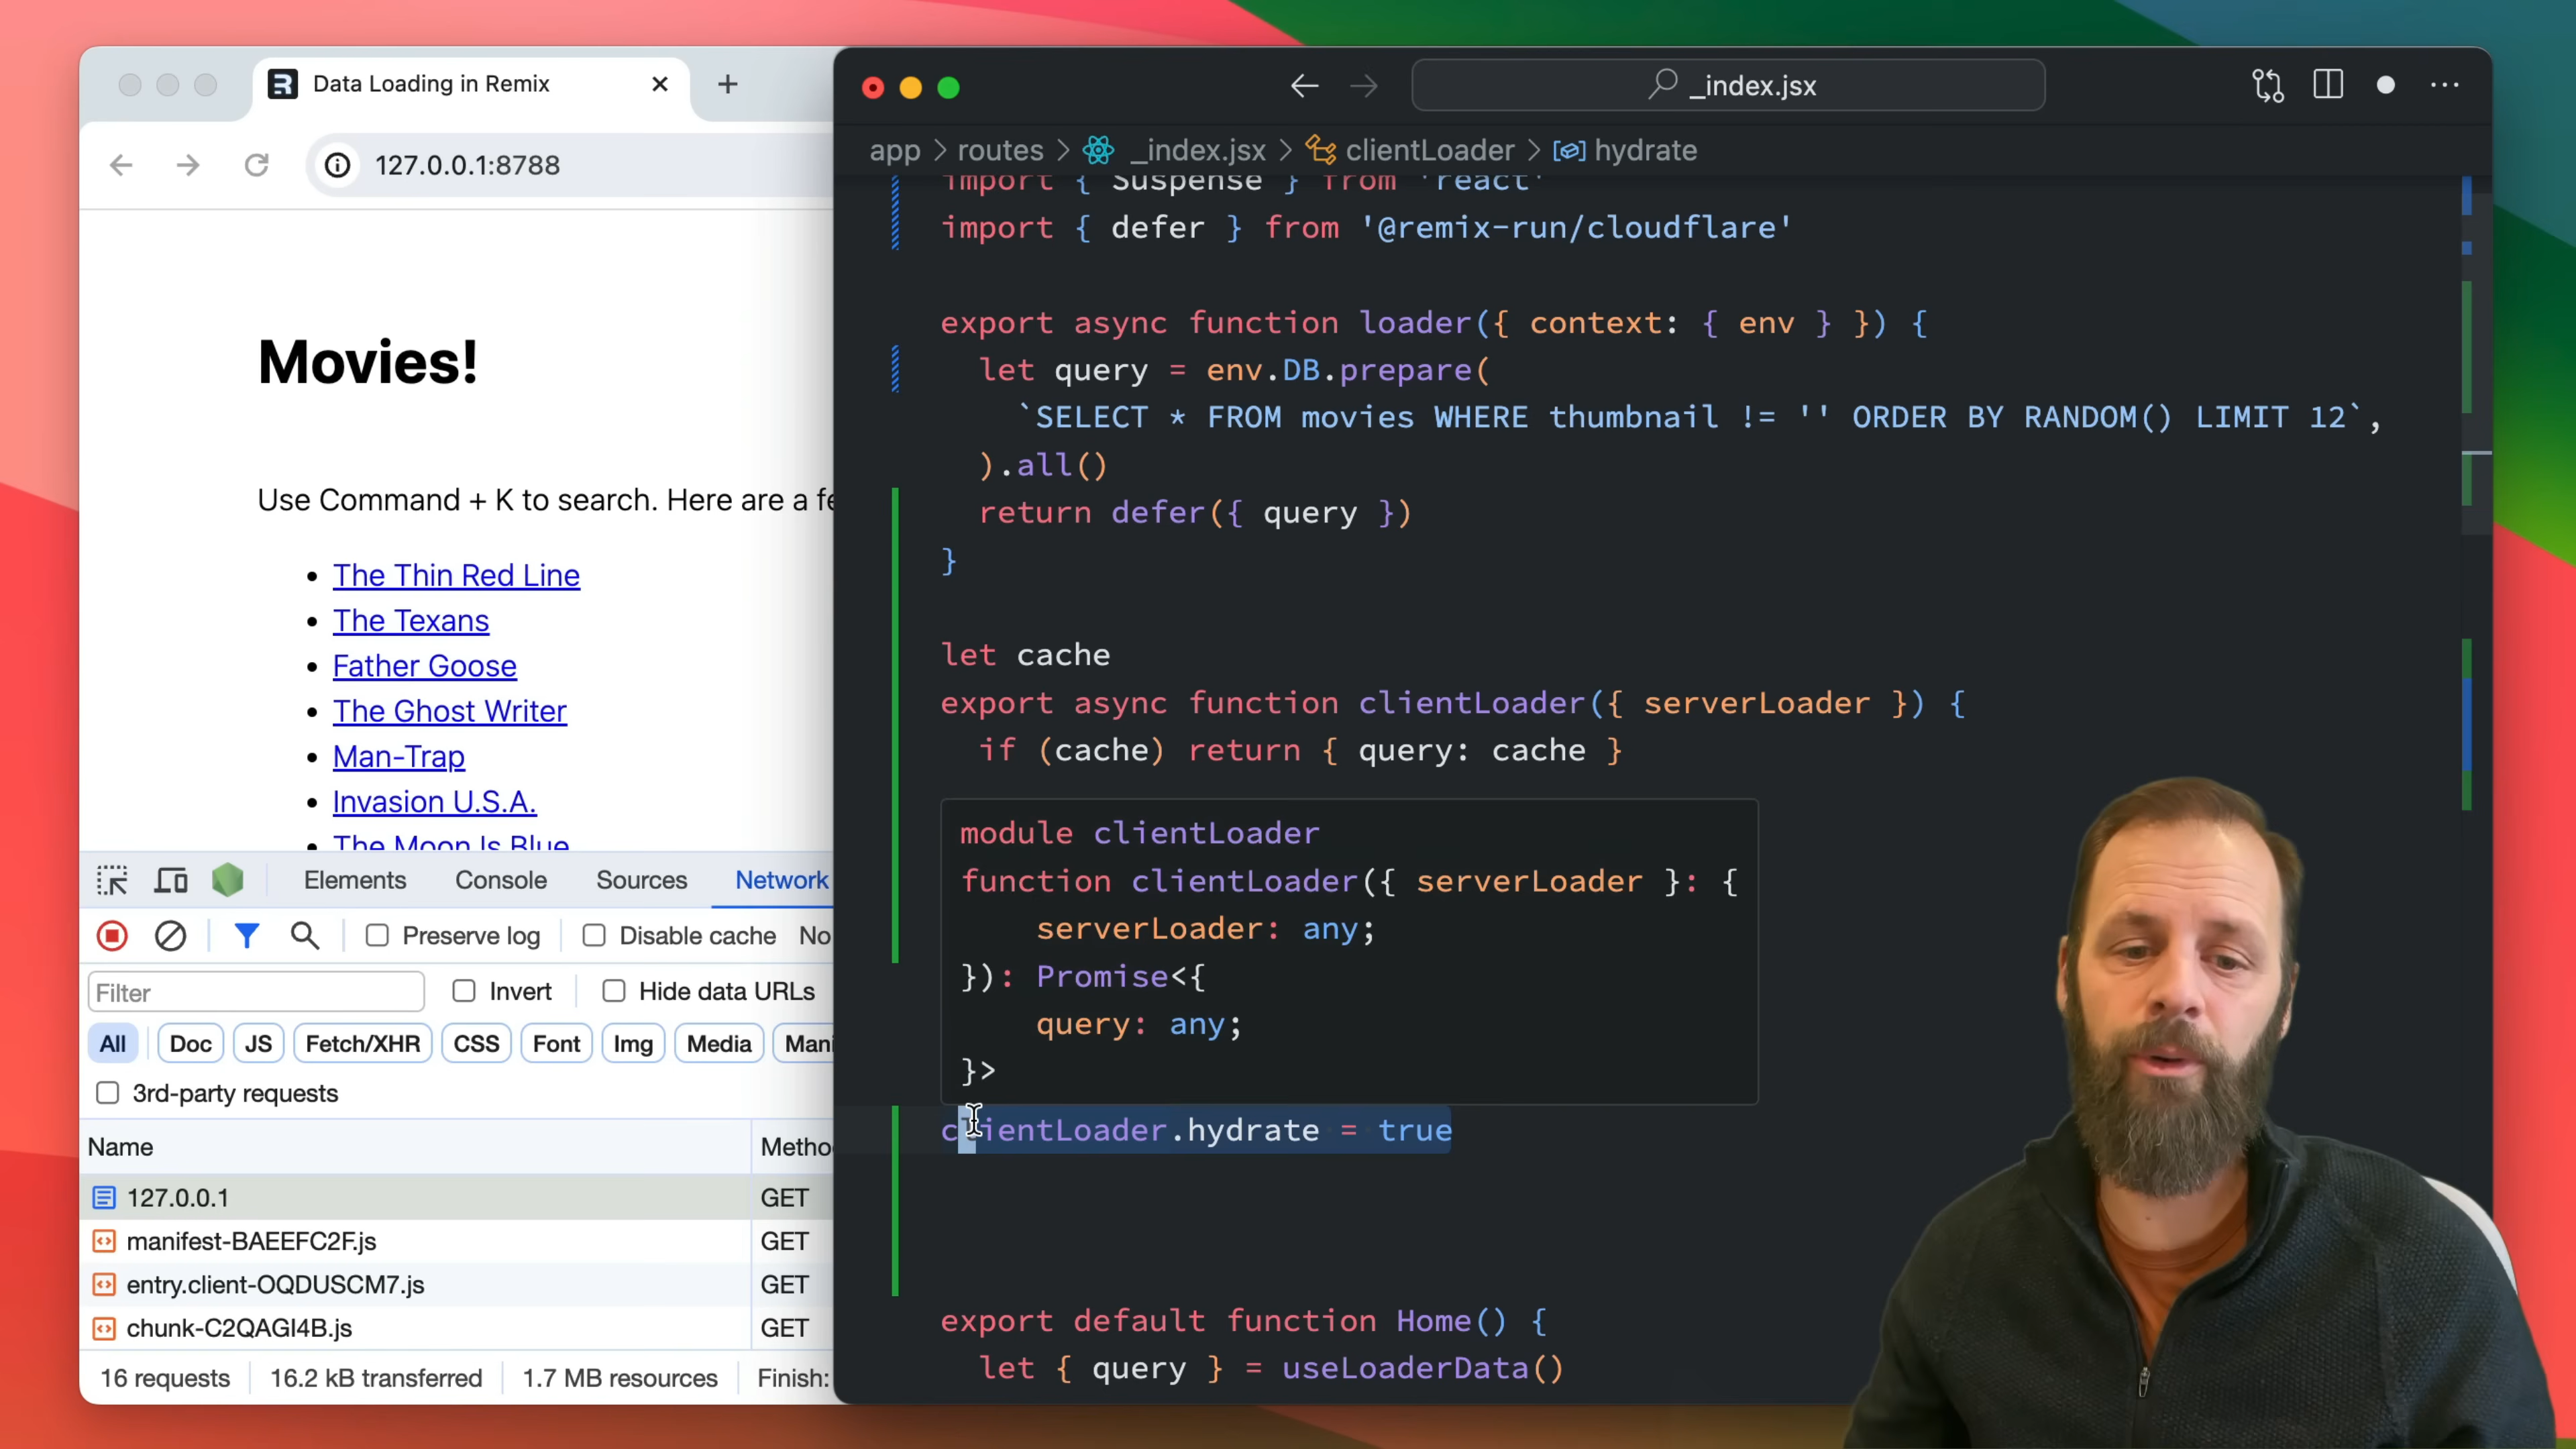 Data Loading in Remix
127.0.0.1:8788
Movies!
Use Command + K to search. Here are a fe
The Thin Red Line
The Texans
Father Goose
The Ghost Writer
Man-Trap
Invasion U.S.A.
The Moon Is Blue
Elements Console Sources Network
Preserve log Disable cache No
Filter Invert Hide data URLs
All Doc JS Fetch/XHR CSS Font Img Media Mani
3rd-party requests
Name Metho
127.0.0.1 GET
manifest-BAEEFC2F.js GET
entry.client-OQDUSCM7.js GET
chunk-C2QAGI4B.js GET
16 requests 16.2 kB transferred 1.7 MB resources Finish:
_index.jsx
app > routes > _index.jsx > clientLoader > hydrate
import { Suspense } from 'react'
import { defer } from '@remix-run/cloudflare'
export async function loader({ context: { env } }) {
let query = env.DB.prepare(
`SELECT * FROM movies WHERE thumbnail != '' ORDER BY RANDOM() LIMIT 12`,
).all()
return defer({ query })
}
let cache
export async function clientLoader({ serverLoader }) {
if (cache) return { query: cache }
module clientLoader
function clientLoader({ serverLoader }: {
serverLoader: any;
}): Promise<{
query: any;
}>
clientLoader.hydrate = true
export default function Home() {
let { query } = useLoaderData()